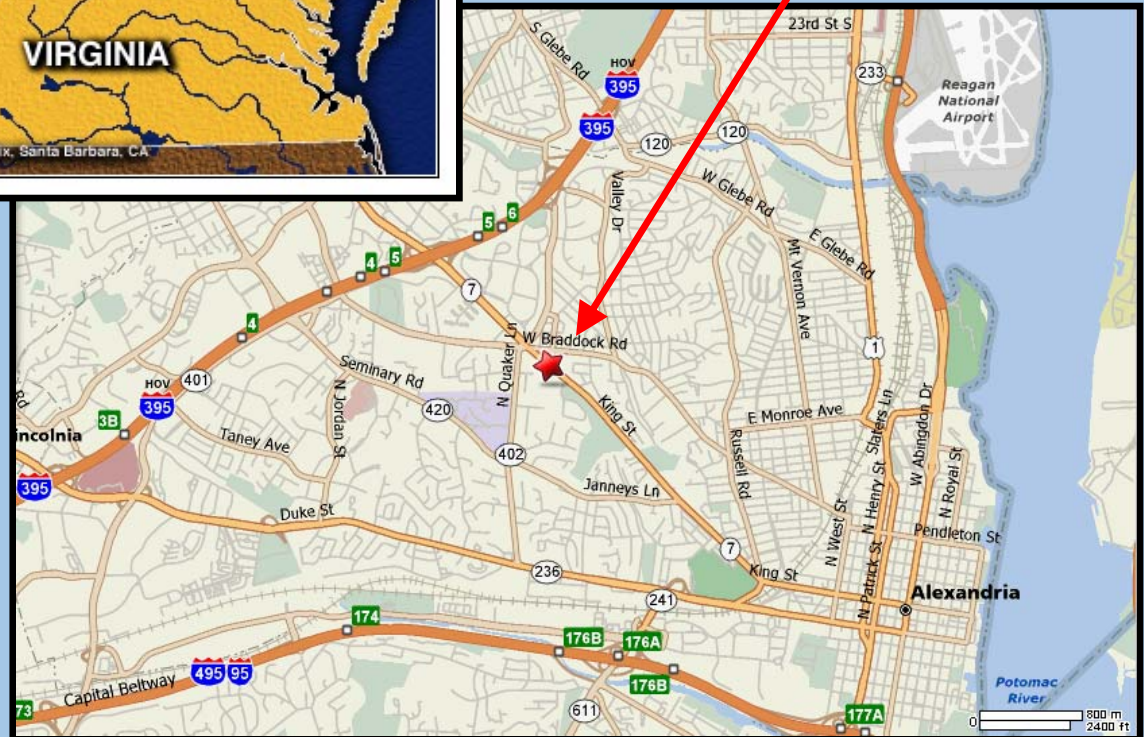 VIRGINIA
Santa Barbara, CA
23rd St S
S Glebe Rd
HOV
395
395
233
Reagan
National
Airport
120
120
Valley Dr
W Glebe Rd
E Glebe Rd
Mt Vernon Ave
6
5
5
4
7
4
W Braddock Rd
N Quaker Ln
1
HOV
395
401
Seminary Rd
420
N Jordan St
King St
E Monroe Ave
Slaters Ln
W Abingdon Dr
Rd
3B
incolnia
Taney Ave
402
Russell Rd
N Royal St
395
Janneys Ln
N Henry St
Duke St
N West St
Pendleton St
7
King St
236
241
N Patrick St
Alexandria
174
176B
176A
495
95
Capital Beltway
176B
73
611
177A
Potomac
River
0
800 m
2400 ft